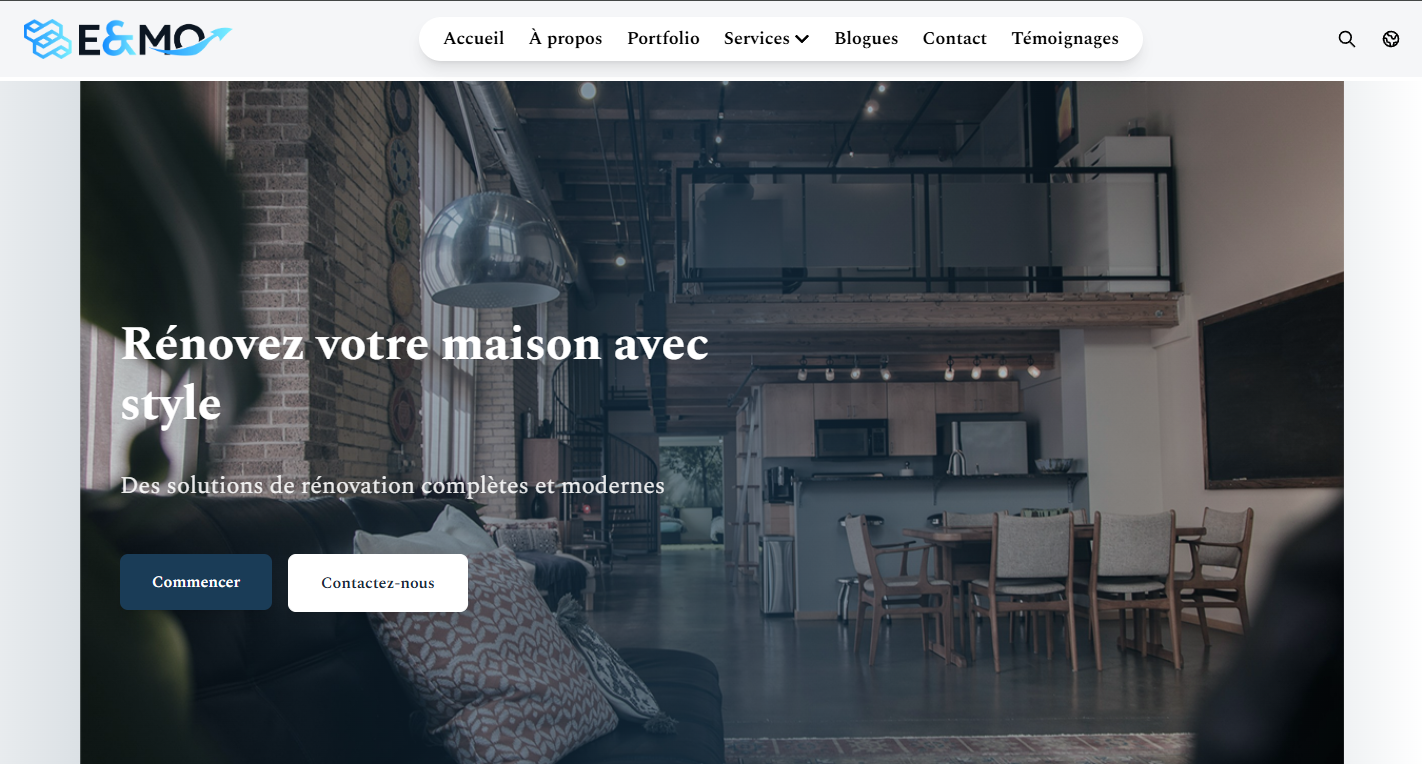 E&MO
Accueil À propos Portfolio Services Blogues Contact Témoignages
Rénovez votre maison avec
style
Des solutions de rénovation complètes et modernes
Commencer Contactez-nous